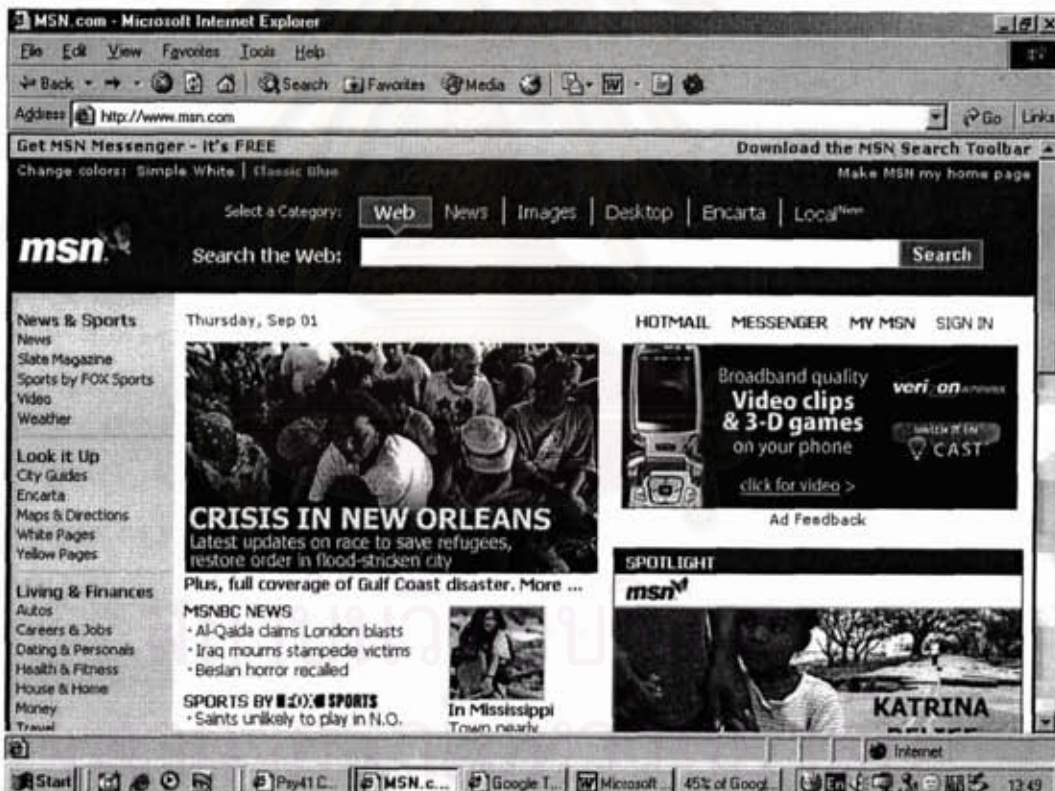 MSN.com - Microsoft Internet Explorer
File Edit View Favorites Tools Help
Back Search Favorites Media
Address http://www.msn.com Go Links
Get MSN Messenger - it's FREE Download the MSN Search Toolbar
Change colors: Simple White | Classic Blue Make MSN my home page
Select a Category: Web News | Images | Desktop | Encarta | Local New
msn
Search the Web: Search
News & Sports
News
Slate Magazine
Sports by FOX Sports
Video
Weather
Look it Up
City Guides
Encarta
Maps & Directions
White Pages
Yellow Pages
Living & Finances
Autos
Careers & Jobs
Dating & Personals
Health & Fitness
House & Home
Money
Travel
Thursday, Sep 01
CRISIS IN NEW ORLEANS
Latest updates on race to save refugees,
restore order in flood-stricken city
Plus, full coverage of Gulf Coast disaster. More ...
MSNBC NEWS
· Al-Qaida claims London blasts
· Iraq mourns stampede victims
· Beslan horror recalled
SPORTS BY FOX SPORTS
· Saints unlikely to play in N.O.
In Mississippi
Town nearly
HOTMAIL MESSENGER MY MSN SIGN IN
Broadband quality
Video clips
& 3-D games
on your phone
click for video >
verizon
CAST
Ad Feedback
SPOTLIGHT
msn
KATRINA
RELIEF
Internet
Start Psy41 C... MSN.c... Google T... Microsoft ... 45% of Googl... 13:49